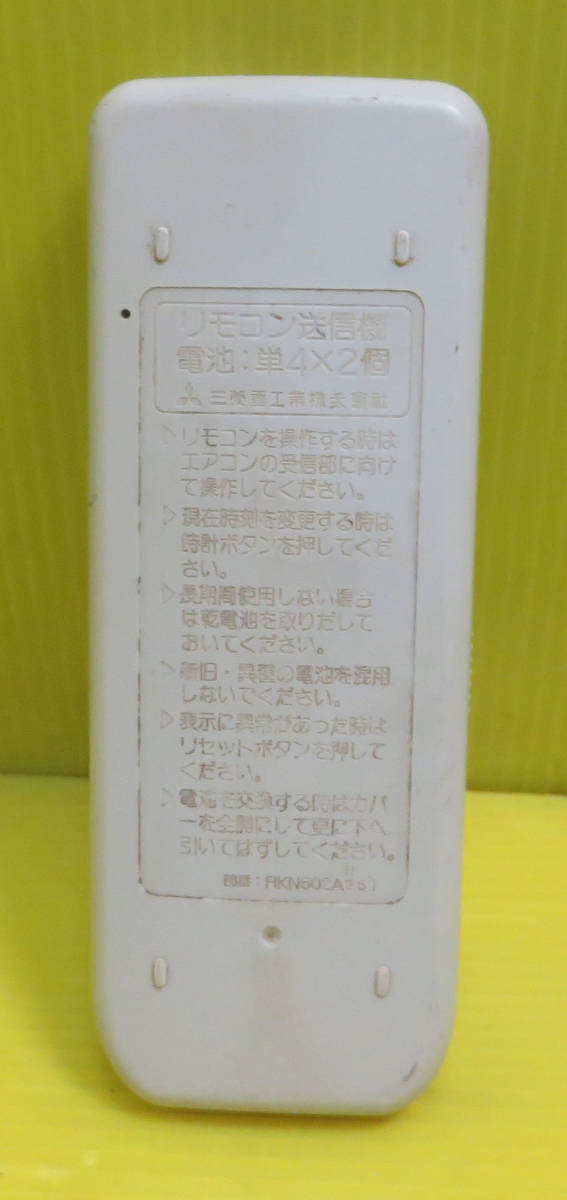 リモコン送信機
電池：単4×2個
三菱重工業株式會社
▷リモコンを操作する時は
エアコンの受信部に向け
て操作してください。
▷現在時刻を変更する時は
時計ボタンを押してくだ
さい。
▷長期間使用しない場合
は乾電池を取りだして
おいてください。
▷新旧・異種の電池を混用
しないでください。
▷表示に異常があった時は
リセットボタンを押して
ください。
▷電池を交換する時はカバ
ーを全開にして更に下へ
引いてはずしてください。
部番：